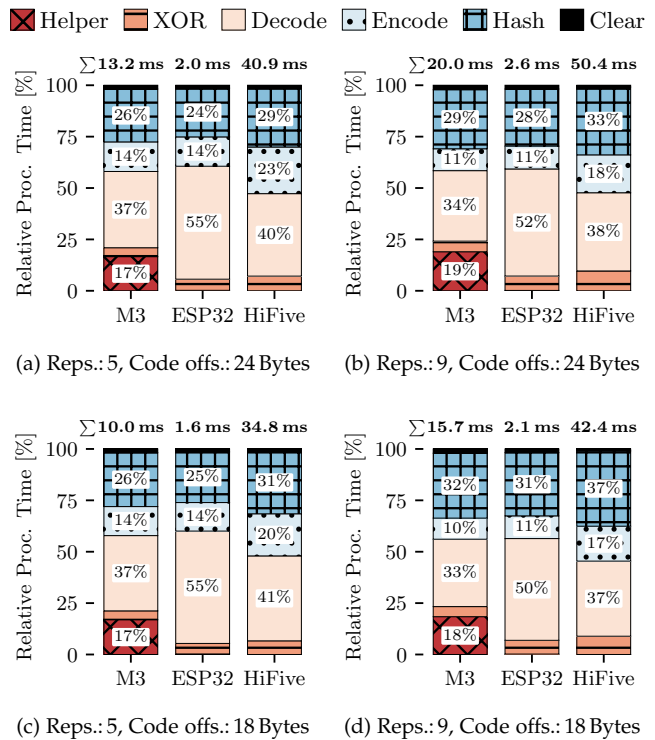 Helper XOR Decode Encode Hash Clear
∑13.2 ms 2.0 ms 40.9 ms
Relative Proc. Time [%]
100
75
50
25
0
26% 24% 29%
14% 14% 23%
37% 55% 40%
17%
M3 ESP32 HiFive
(a) Reps.: 5, Code offs.: 24 Bytes
∑20.0 ms 2.6 ms 50.4 ms
Relative Proc. Time [%]
100
75
50
25
0
29% 28% 33%
11% 11% 18%
34% 52% 38%
19%
M3 ESP32 HiFive
(b) Reps.: 9, Code offs.: 24 Bytes
∑10.0 ms 1.6 ms 34.8 ms
Relative Proc. Time [%]
100
75
50
25
0
26% 25% 31%
14% 14% 20%
37% 55% 41%
17%
M3 ESP32 HiFive
(c) Reps.: 5, Code offs.: 18 Bytes
∑15.7 ms 2.1 ms 42.4 ms
Relative Proc. Time [%]
100
75
50
25
0
32% 31% 37%
10% 11% 17%
33% 50% 37%
18%
M3 ESP32 HiFive
(d) Reps.: 9, Code offs.: 18 Bytes